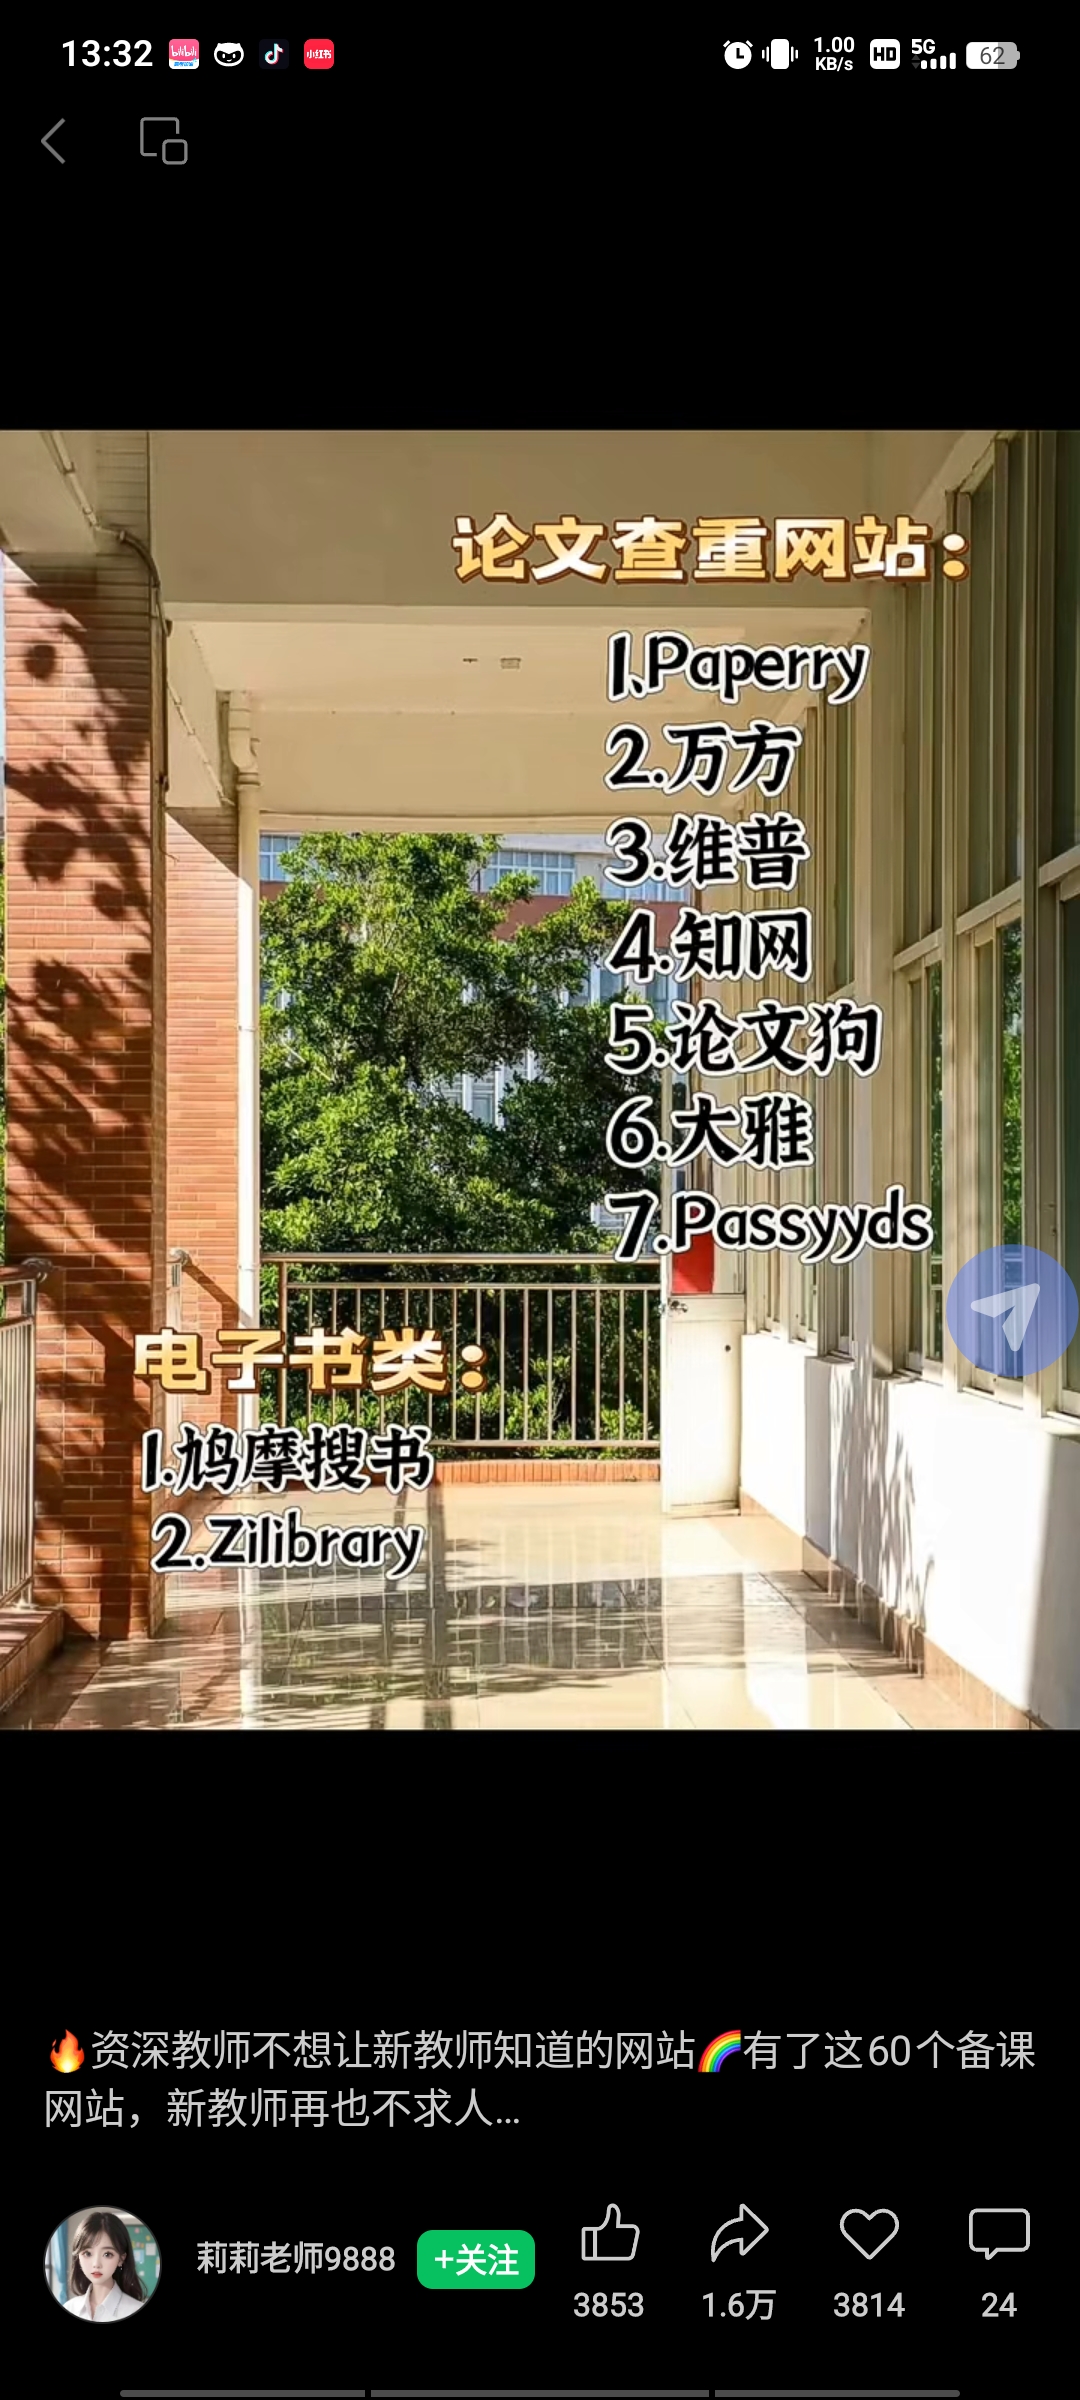 13:32
bilibili
小红书
1.00
KB/s
HD
5G
62
论文查重网站：
1.Paperry
2.万方
3.维普
4.知网
5.论文狗
6.大雅
7.Passyyds
电子书类：
1.鸠摩搜书
2.Zilibrary
🔥资深教师不想让新教师知道的网站🌈有了这60个备课
网站，新教师再也不求人...
莉莉老师9888
+关注
3853
1.6万
3814
24